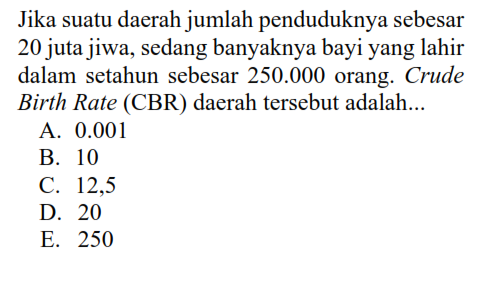 Jika suatu daerah jumlah penduduknya sebesar
20 juta jiwa, sedang banyaknya bayi yang lahir
dalam setahun sebesar 250.000 orang. Crude
Birth Rate (CBR) daerah tersebut adalah...
A. 0.001
B. 10
C. 12,5
D. 20
E. 250